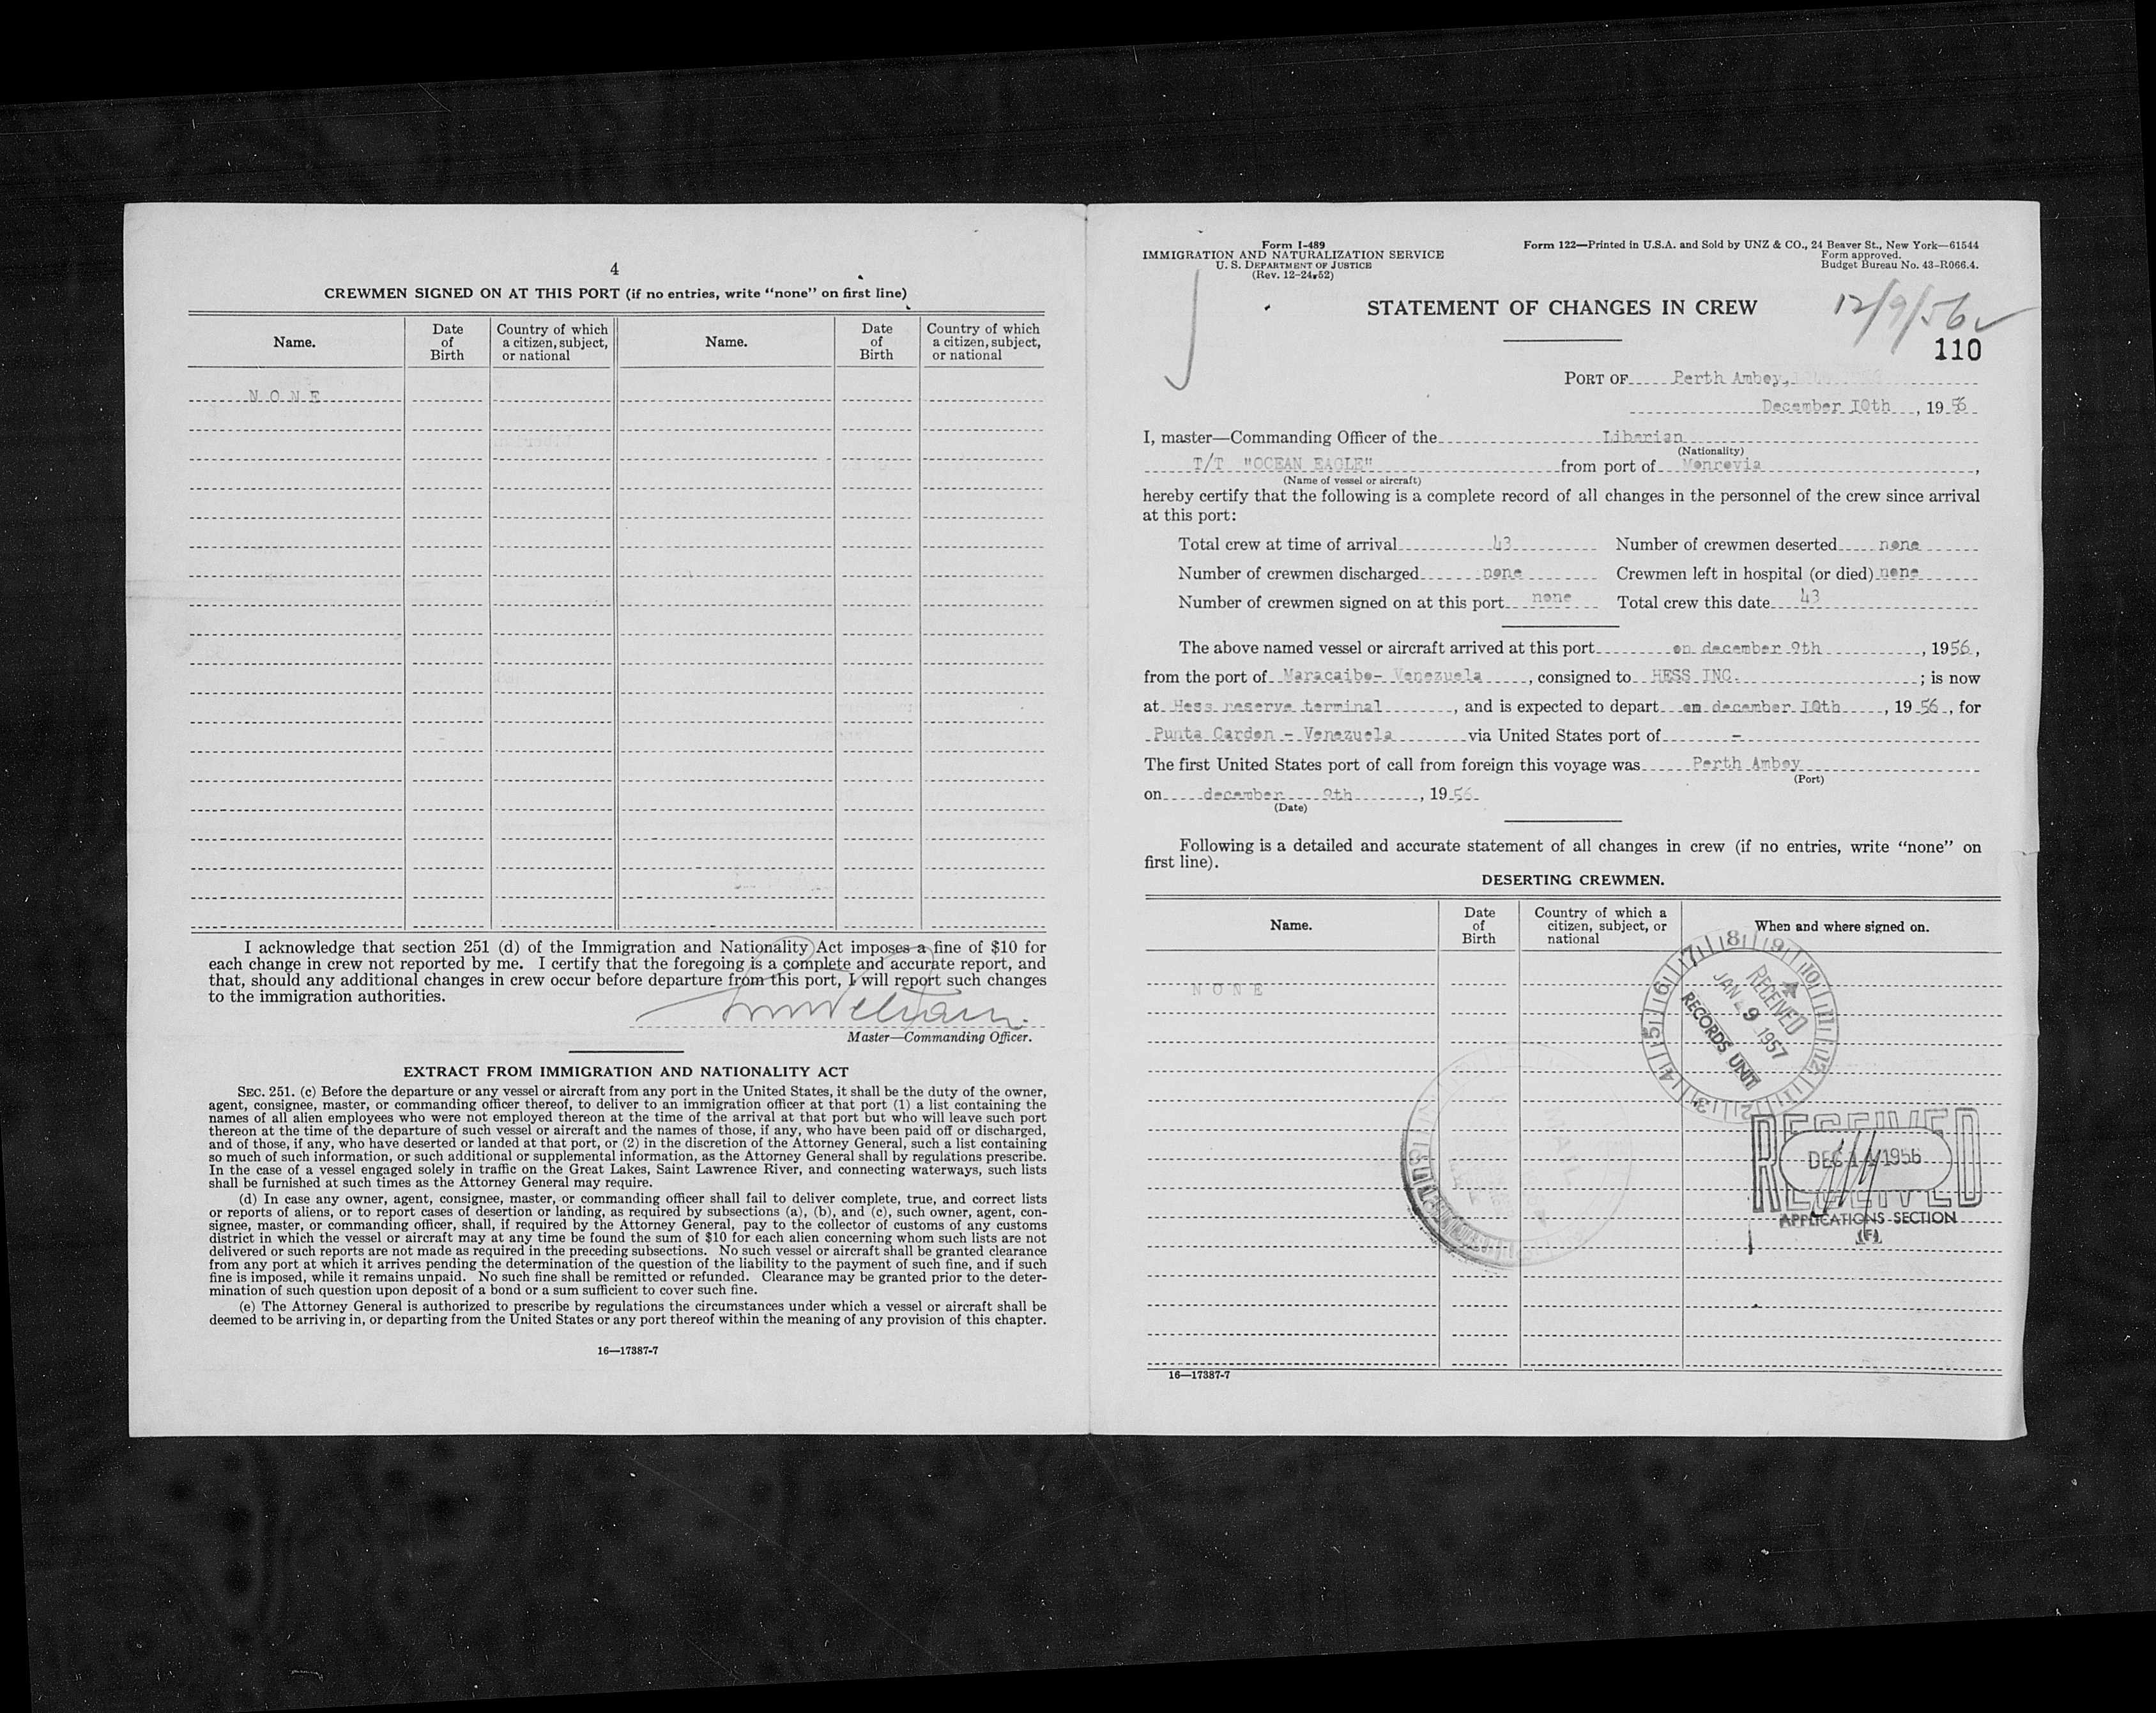 4
CREWMEN SIGNED ON AT THIS PORT (if no entries, write “none” on first line)
Name. Date of Birth Country of which a citizen, subject, or national Name. Date of Birth Country of which a citizen, subject, or national
NONE
I acknowledge that section 251 (d) of the Immigration and Nationality Act imposes a fine of $10 for
each change in crew not reported by me. I certify that the foregoing is a complete and accurate report, and
that, should any additional changes in crew occur before departure from this port, I will report such changes
to the immigration authorities.
Master—Commanding Officer.
EXTRACT FROM IMMIGRATION AND NATIONALITY ACT
SEC. 251. (c) Before the departure or any vessel or aircraft from any port in the United States, it shall be the duty of the owner,
agent, consignee, master, or commanding officer thereof, to deliver to an immigration officer at that port (1) a list containing the
names of all alien employees who were not employed thereon at the time of the arrival at that port but who will leave such port
thereon at the time of the departure of such vessel or aircraft and the names of those, if any, who have been paid off or discharged,
and of those, if any, who have deserted or landed at that port, or (2) in the discretion of the Attorney General, such a list containing
so much of such information, or such additional or supplemental information, as the Attorney General shall by regulations prescribe.
In the case of a vessel engaged solely in traffic on the Great Lakes, Saint Lawrence River, and connecting waterways, such lists
shall be furnished at such times as the Attorney General may require.
(d) In case any owner, agent, consignee, master, or commanding officer shall fail to deliver complete, true, and correct lists
or reports of aliens, or to report cases of desertion or landing, as required by subsections (a), (b), and (c), such owner, agent, con-
signee, master, or commanding officer, shall, if required by the Attorney General, pay to the collector of customs of any customs
district in which the vessel or aircraft may at any time be found the sum of $10 for each alien concerning whom such lists are not
delivered or such reports are not made as required in the preceding subsections. No such vessel or aircraft shall be granted clearance
from any port at which it arrives pending the determination of the question of the liability to the payment of such fine, and if such
fine is imposed, while it remains unpaid. No such fine shall be remitted or refunded. Clearance may be granted prior to the deter-
mination of such question upon deposit of a bond or a sum sufficient to cover such fine.
(e) The Attorney General is authorized to prescribe by regulations the circumstances under which a vessel or aircraft shall be
deemed to be arriving in, or departing from the United States or any port thereof within the meaning of any provision of this chapter.
16—17387-7
Form I-489
IMMIGRATION AND NATURALIZATION SERVICE
U. S. DEPARTMENT OF JUSTICE
(Rev. 12-24-52)
Form 122—Printed in U.S.A. and Sold by UNZ & CO., 24 Beaver St., New York—61544
Form approved.
Budget Bureau No. 43-R066.4.
STATEMENT OF CHANGES IN CREW
12/9/56
110
PORT OF Perth Amboy,
December 10th, 1956
I, master—Commanding Officer of the Liberian
(Nationality)
T/T "OCEAN EAGLE" from port of Monrovia,
(Name of vessel or aircraft)
hereby certify that the following is a complete record of all changes in the personnel of the crew since arrival
at this port:
Total crew at time of arrival 43 Number of crewmen deserted none
Number of crewmen discharged none Crewmen left in hospital (or died) none
Number of crewmen signed on at this port none Total crew this date 43
The above named vessel or aircraft arrived at this port on december 9th, 1956,
from the port of Maracaibo- Venezuela, consigned to HESS INC.; is now
at Hess reserve terminal, and is expected to depart on december 10th, 1956, for
Punta Cardon - Venezuela via United States port of -
The first United States port of call from foreign this voyage was Perth Amboy
(Port)
on december 9th, 1956
(Date)
Following is a detailed and accurate statement of all changes in crew (if no entries, write “none” on
first line).
DESERTING CREWMEN.
Name. Date of Birth Country of which a citizen, subject, or national When and where signed on.
NONE
7 8 9 10 11 12 1 2 3 4 5 6
RECEIVED
JAN 9 1957
RECORDS UNIT
RECEIVED
DEC 14 1956
RECEIVED
APPLICATIONS SECTION
(F)
16—17387-7